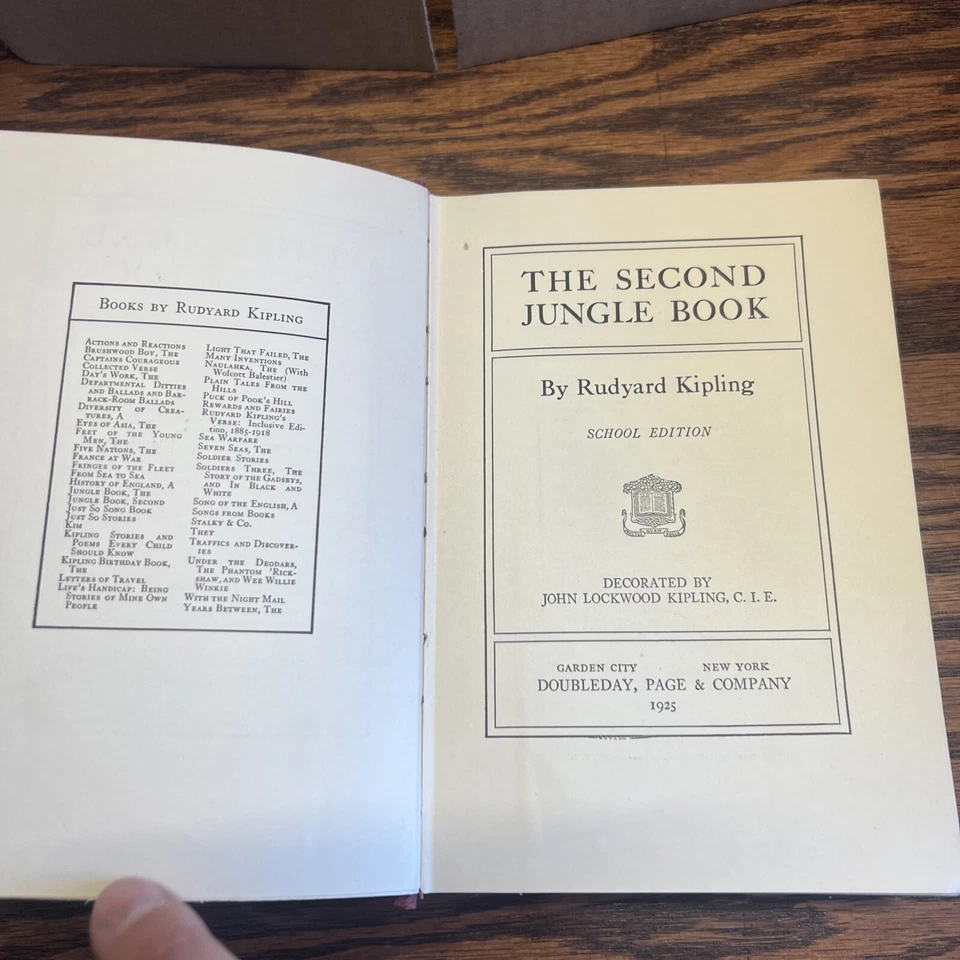 Books by Rudyard Kipling
Actions and Reactions
Brushwood Boy, The
Captains Courageous
Collected Verse
Day's Work, The
Departmental Ditties
and Ballads and Bar-
rack-Room Ballads
Diversity of Crea-
tures, A
Eyes of Asia, The
Feet of the Young
Men, The
Five Nations, The
France at War
Fringes of the Fleet
From Sea to Sea
History of England, A
Jungle Book, The
Jungle Book, Second
Just So Song Book
Just So Stories
Kim
Kipling Stories and
Poems Every Child
Should Know
Kipling Birthday Book,
The
Letters of Travel
Life's Handicap: Being
Stories of Mine Own
People
Light That Failed, The
Many Inventions
Naulahka, The (With
Wolcott Balestier)
Plain Tales From the
Hills
Puck of Pook's Hill
Rewards and Fairies
Rudyard Kipling's
Verse: Inclusive Edi-
tion, 1885-1918
Sea Warfare
Seven Seas, The
Soldier Stories
Soldiers Three, The
Story of the Gadsbys,
and In Black and
White
Song of the English, A
Songs from Books
Stalky & Co.
They
Traffics and Discover-
ies
Under the Deodars,
The Phantom 'Rick-
shaw, and Wee Willie
Winkie
With the Night Mail
Years Between, The
THE SECOND
JUNGLE BOOK
By Rudyard Kipling
SCHOOL EDITION
DECORATED BY
JOHN LOCKWOOD KIPLING, C. I. E.
GARDEN CITY NEW YORK
DOUBLEDAY, PAGE & COMPANY
1925